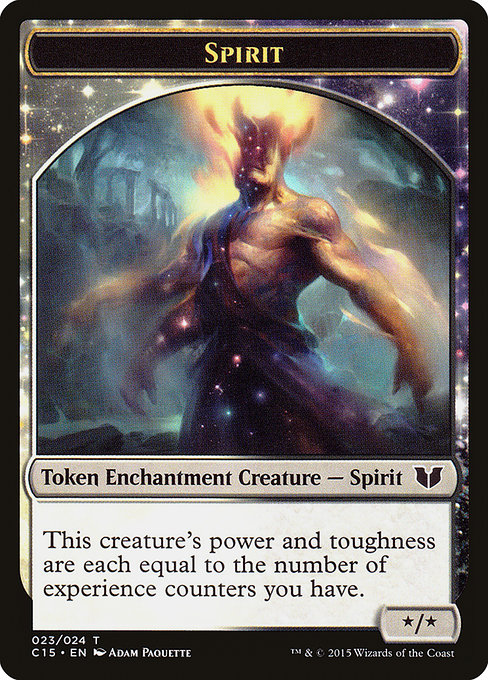 Spirit
Token Enchantment Creature — Spirit
This creature's power and toughness
are each equal to the number of
experience counters you have.
*/*
023/024 T
C15 • EN Adam Paquette
™ & © 2015 Wizards of the Coast